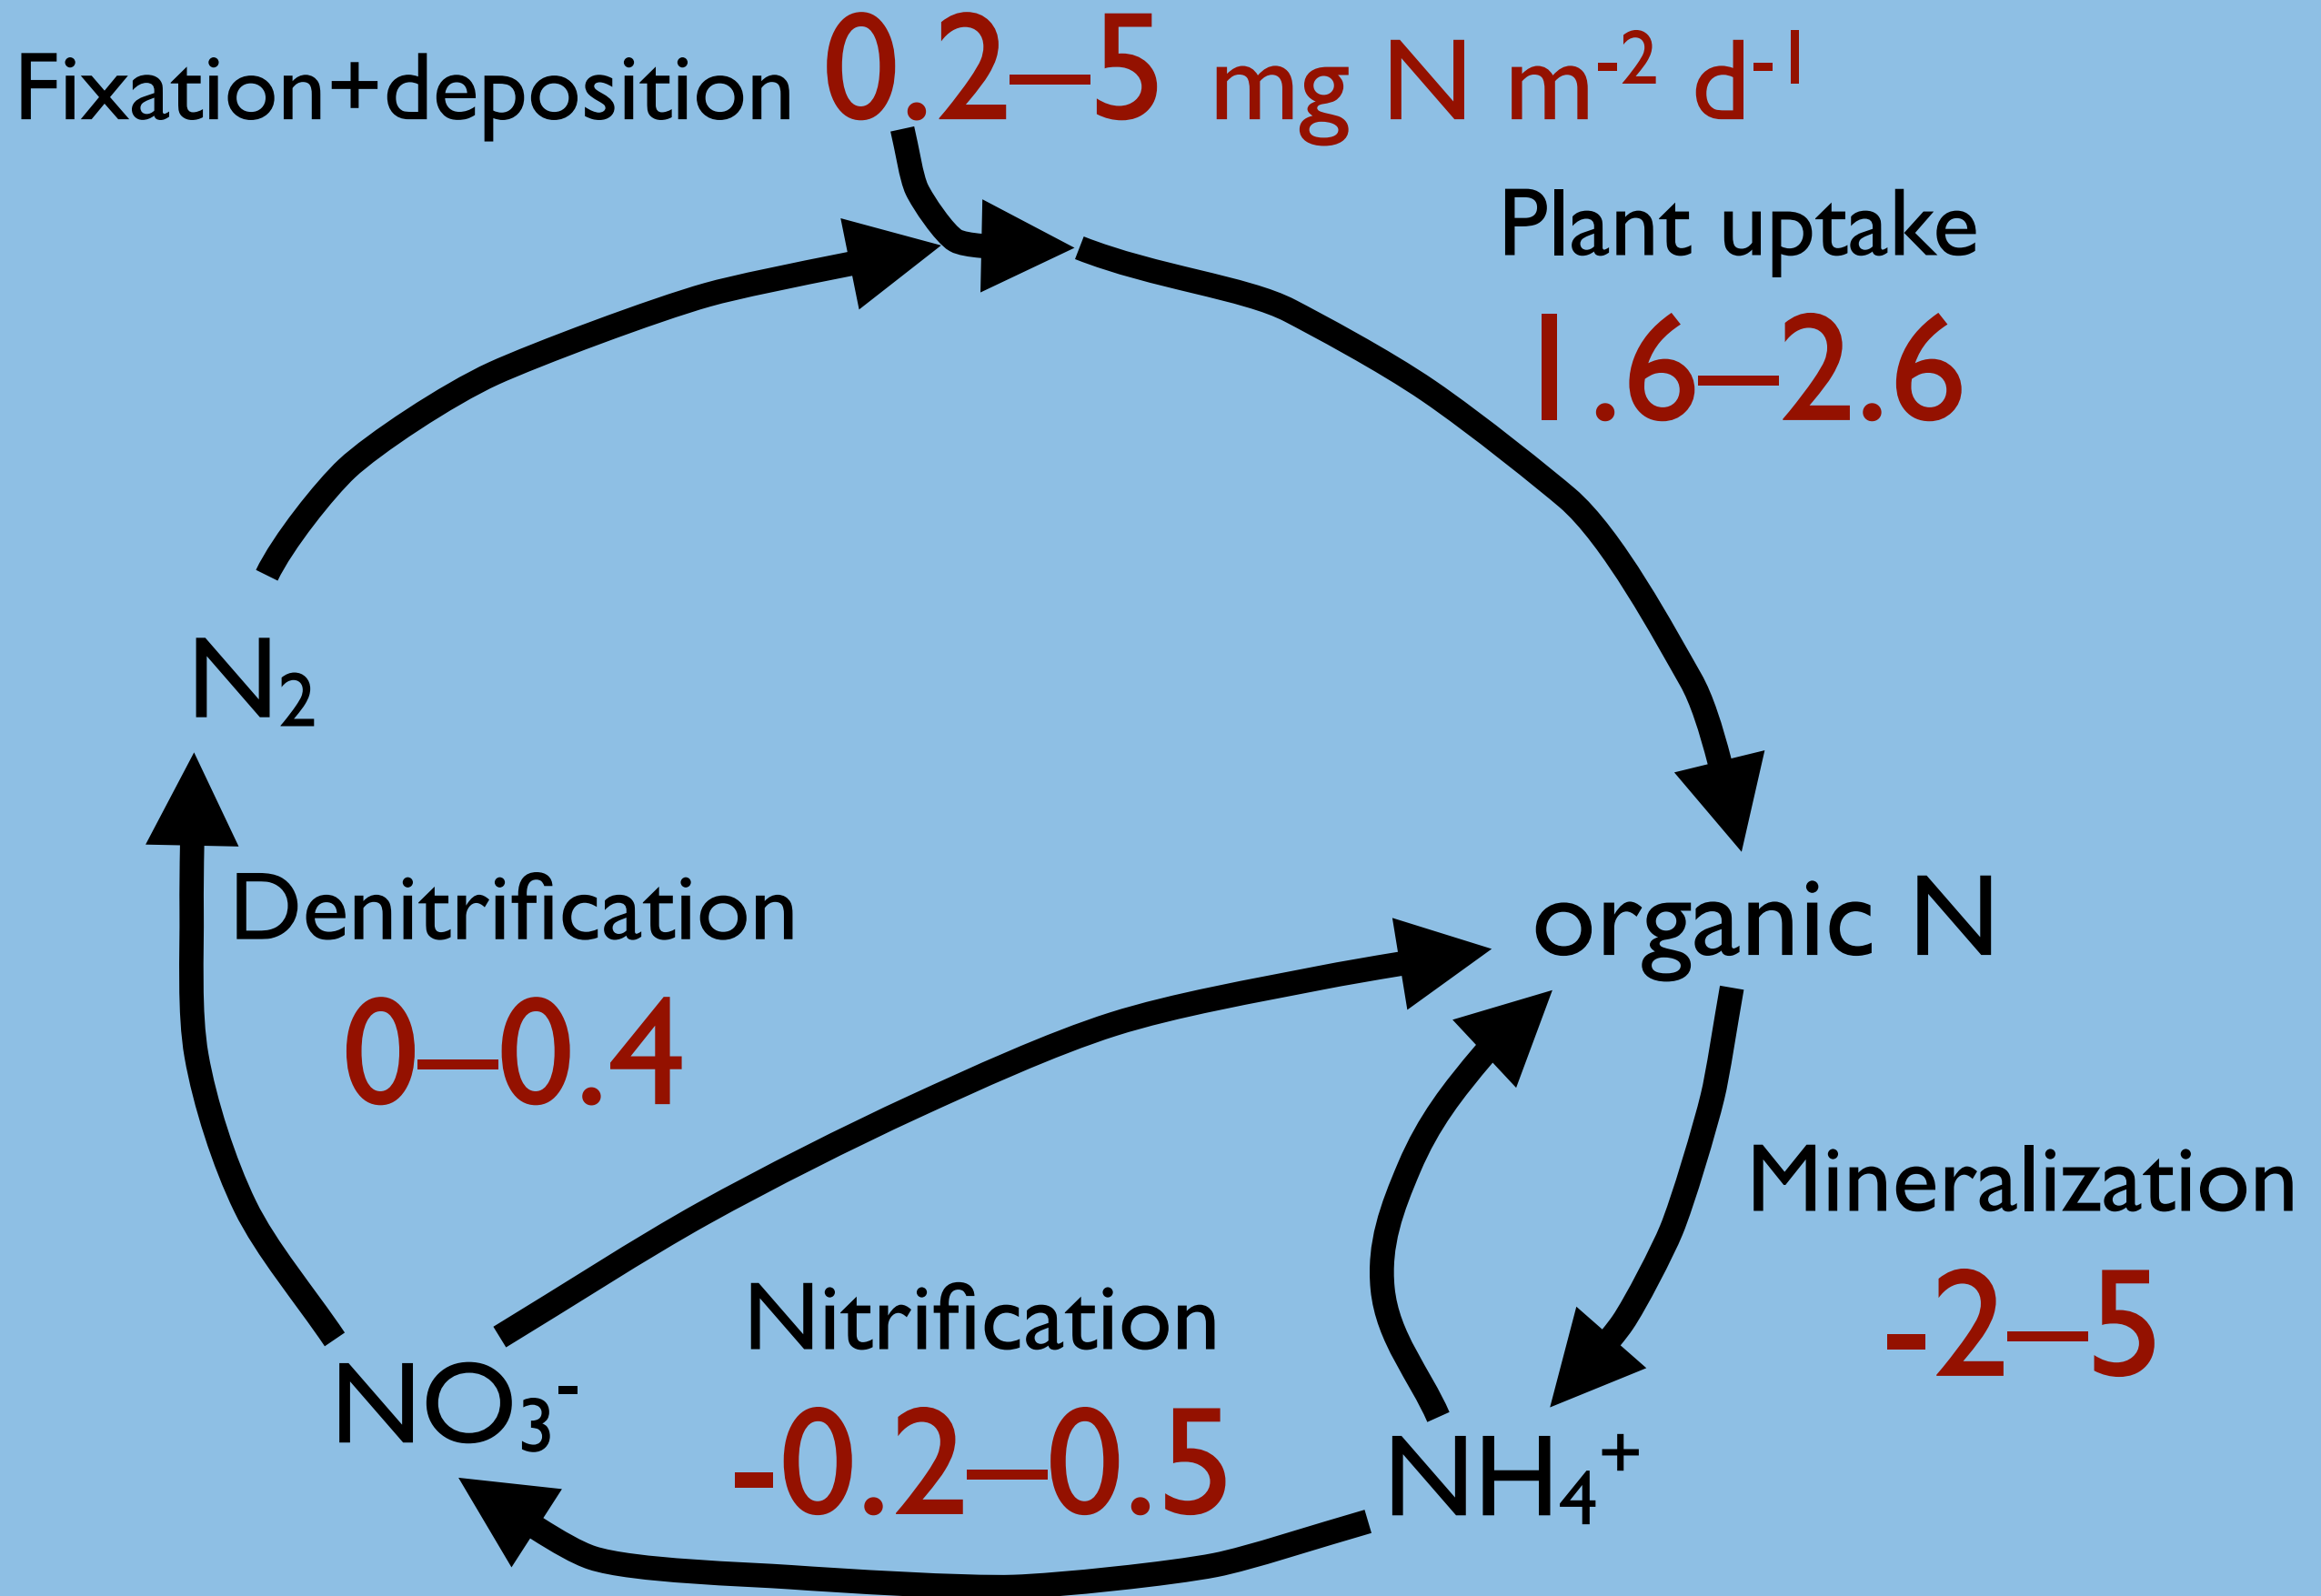 Fixation+deposition 0.2–5 mg N m⁻² d⁻¹
Plant uptake
1.6–2.6
N₂
Denitrification
0–0.4
organic N
Mineralization
-2–5
Nitrification
-0.2–0.5
NO₃⁻
NH₄⁺